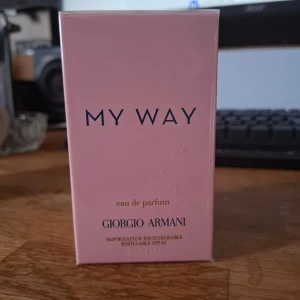 MY WAY
eau de parfum
GIORGIO ARMANI
VAPORISATEUR RECHARGEABLE
REFILLABLE SPRAY